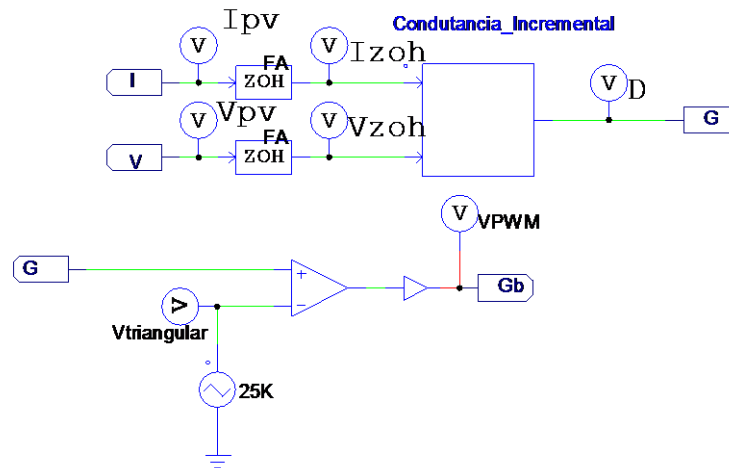 Ipv
Condutancia_Incremental
V
V
Izoh
FA
I
ZOH
V
D
Vpv
G
V
V
Vzoh
FA
V
ZOH
V
VPWM
G
+
Gb
V
−
Vtriangular
25K